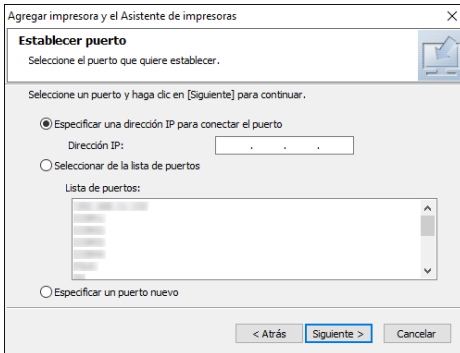 Agregar impresora y el Asistente de impresoras
Establecer puerto
Seleccione el puerto que quiere establecer.
Seleccione un puerto y haga clic en [Siguiente] para continuar.
Especificar una dirección IP para conectar el puerto
Dirección IP:
. . .
Seleccionar de la lista de puertos
Lista de puertos:
Especificar un puerto nuevo
< Atrás Siguiente > Cancelar